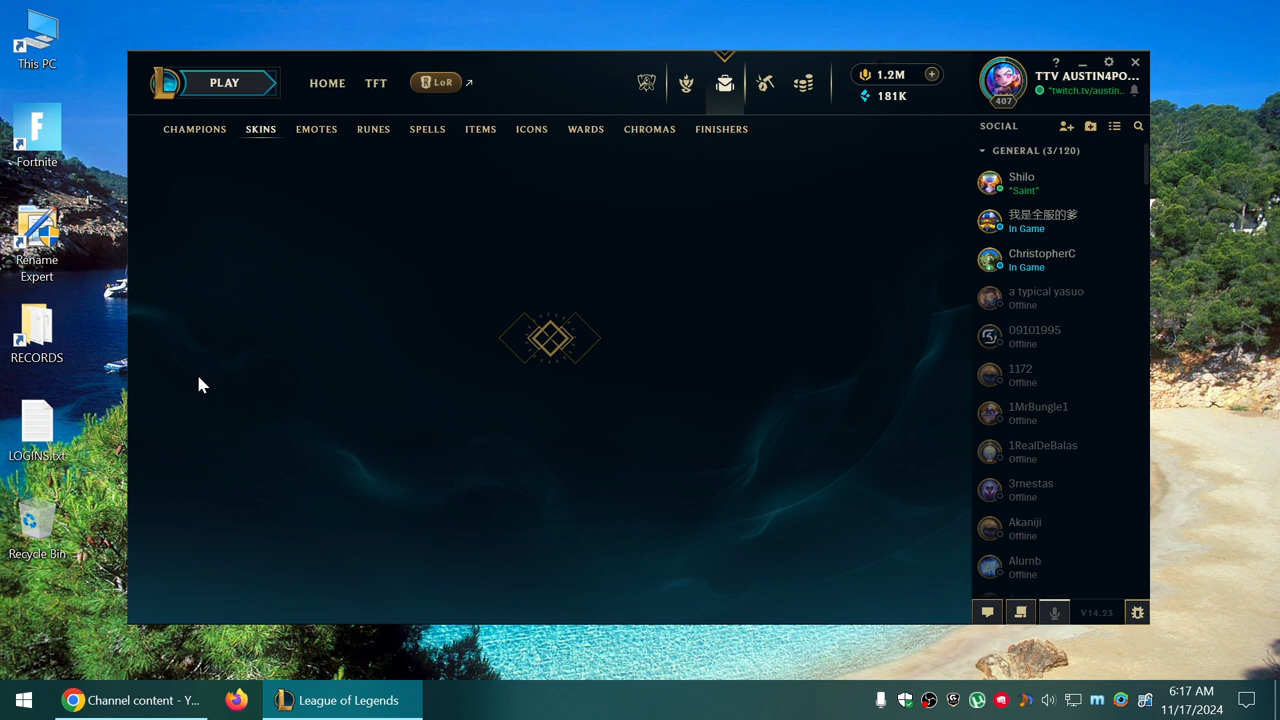 This PC
Fortnite
Rename
Expert
RECORDS
LOGINS.txt
Recycle Bin
PLAY
HOME
TFT
LoR
1.2M
181K
407
TTV AUSTIN4PO...
"twitch.tv/austin..
CHAMPIONS
SKINS
EMOTES
RUNES
SPELLS
ITEMS
ICONS
WARDS
CHROMAS
FINISHERS
SOCIAL
GENERAL (3/120)
Shilo
"Saint"
我是全服的爹
In Game
ChristopherC
In Game
a typical yasuo
Offline
09101995
Offline
1172
Offline
1MrBungle1
Offline
1RealDeBalas
Offline
3rnestas
Offline
Akaniji
Offline
Alurnb
Offline
V14.23
Channel content - Y...
League of Legends
6:17 AM
11/17/2024